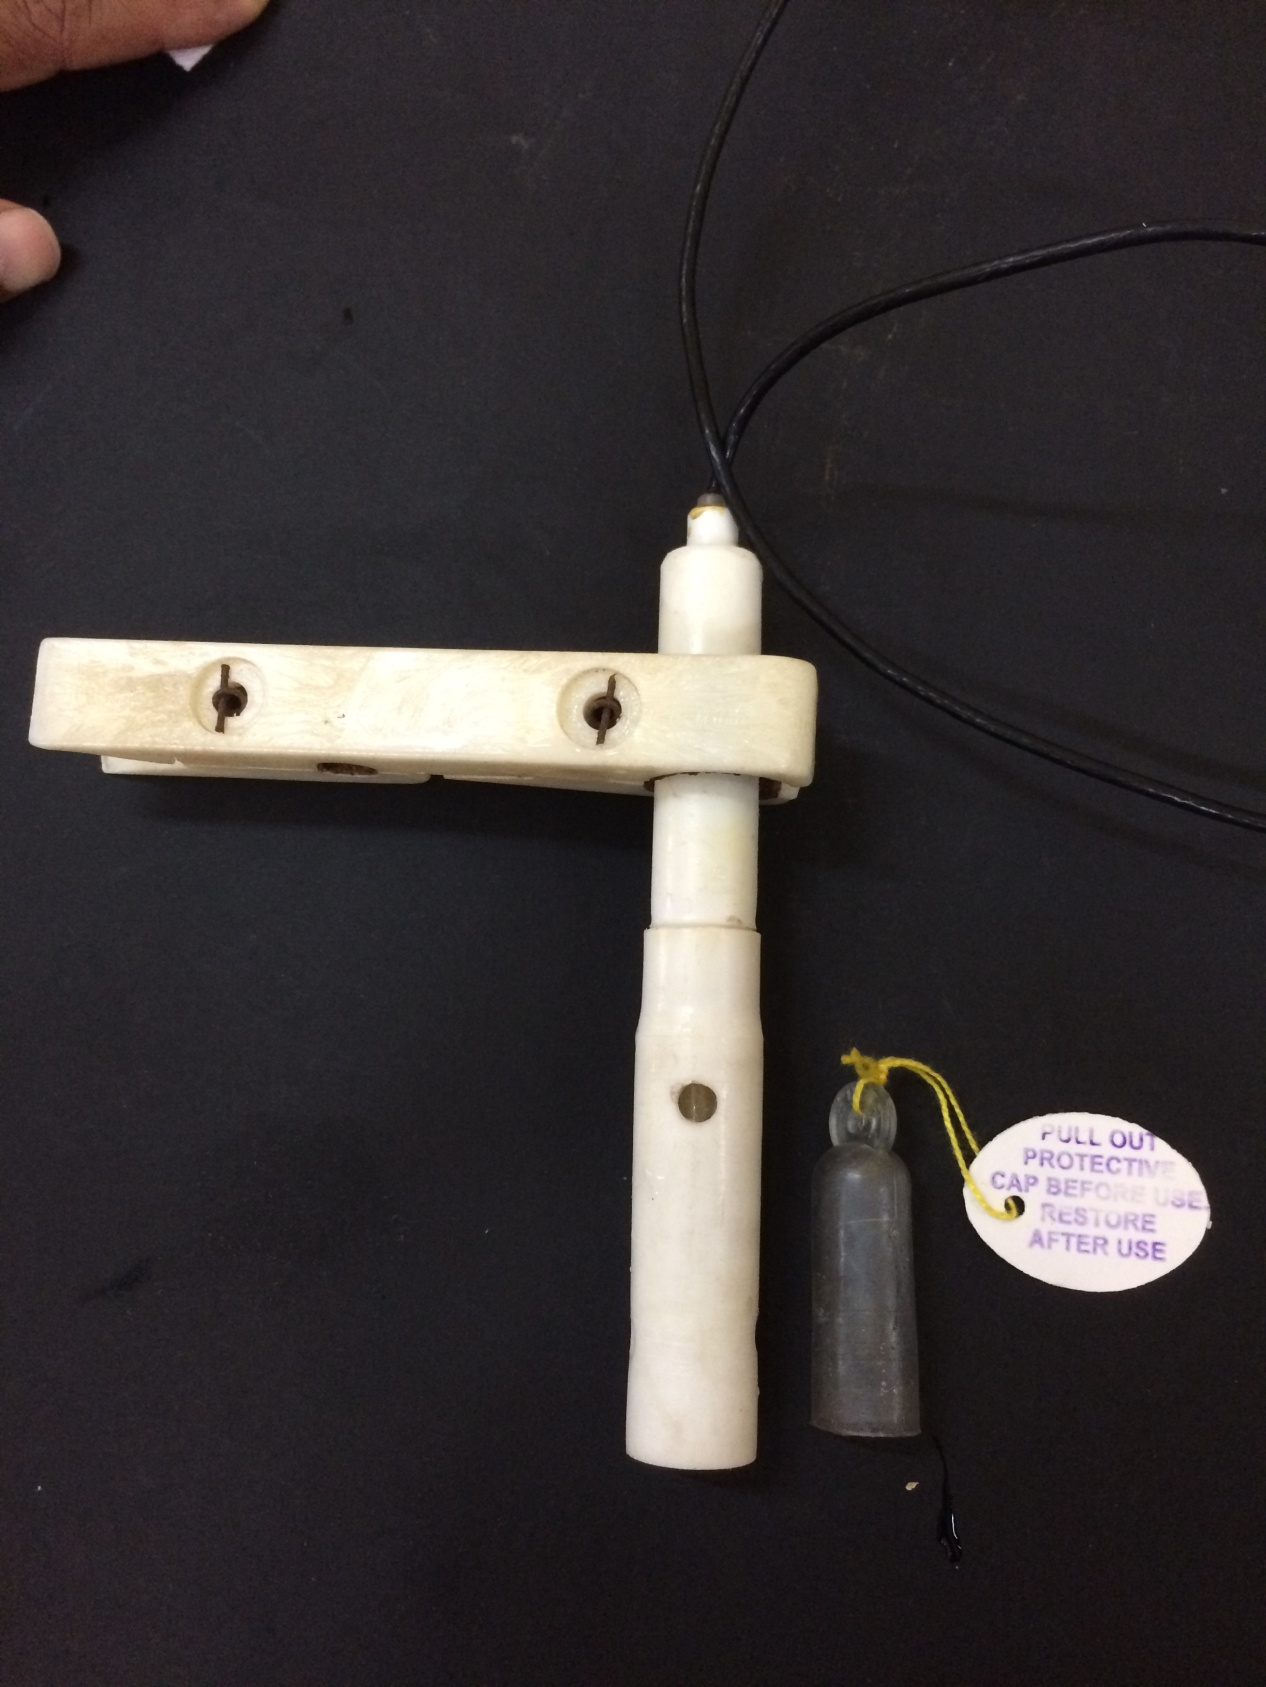 PULL OUT
PROTECTIVE
CAP BEFORE USE.
RESTORE
AFTER USE